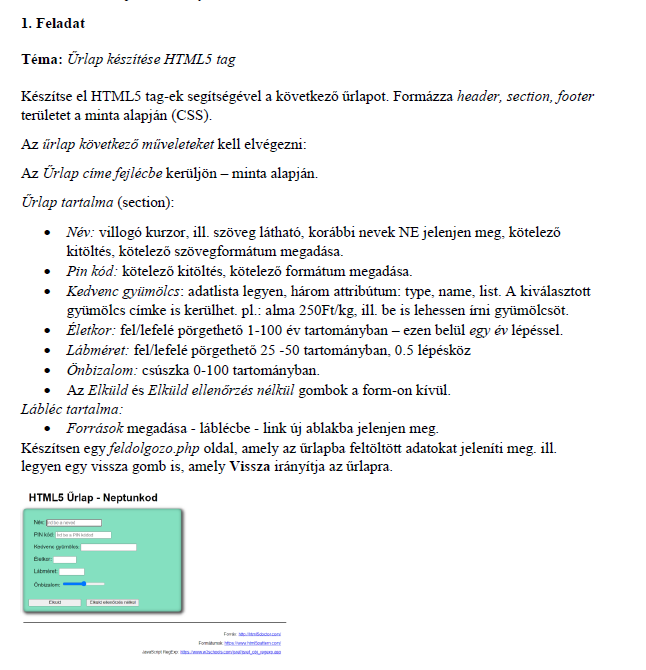 1. Feladat
Téma: Űrlap készítése HTML5 tag
Készítse el HTML5 tag-ek segítségével a következő űrlapot. Formázza header, section, footer
területet a minta alapján (CSS).
Az űrlap következő műveleteket kell elvégezni:
Az Űrlap címe fejlécbe kerüljön – minta alapján.
Űrlap tartalma (section):
• Név: villogó kurzor, ill. szöveg látható, korábbi nevek NE jelenjen meg, kötelező
kitöltés, kötelező szövegformátum megadása.
• Pin kód: kötelező kitöltés, kötelező formátum megadása.
• Kedvenc gyümölcs: adatlista legyen, három attribútum: type, name, list. A kiválasztott
gyümölcs címke is kerülhet. pl.: alma 250Ft/kg, ill. be is lehessen írni gyümölcsöt.
• Életkor: fel/lefelé pörgethető 1-100 év tartományban – ezen belül egy év lépéssel.
• Lábméret: fel/lefelé pörgethető 25 -50 tartományban, 0.5 lépésköz
• Önbizalom: csúszka 0-100 tartományban.
• Az Elküld és Elküld ellenőrzés nélkül gombok a form-on kívül.
Lábléc tartalma:
• Források megadása - láblécbe - link új ablakba jelenjen meg.
Készítsen egy feldolgozo.php oldal, amely az űrlapba feltöltött adatokat jeleníti meg. ill.
legyen egy vissza gomb is, amely Vissza irányítja az űrlapra.
HTML5 Űrlap - Neptunkod
Név: Írd be a neved
PIN kód: Írd be a PIN kódod
Kedvenc gyümölcs:
Életkor:
Lábméret:
Önbizalom:
Elküld Elküld ellenőrzés nélkül
Forrás: http://html5doctor.com/
Formátumok: https://www.html5pattern.com/
JavaScript RegExp: